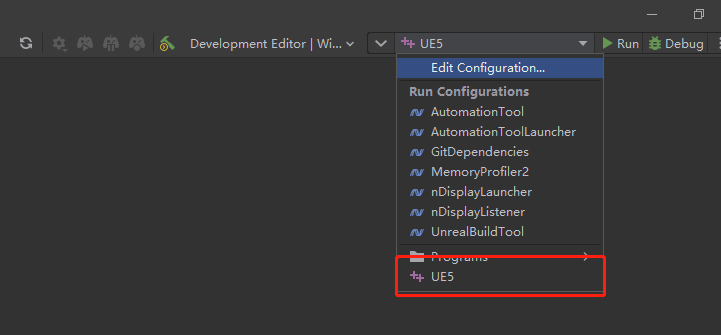 Development Editor | Wi...
UE5
Run
Debug
Edit Configuration...
Run Configurations
AutomationTool
AutomationToolLauncher
GitDependencies
MemoryProfiler2
nDisplayLauncher
nDisplayListener
UnrealBuildTool
Programs
UE5